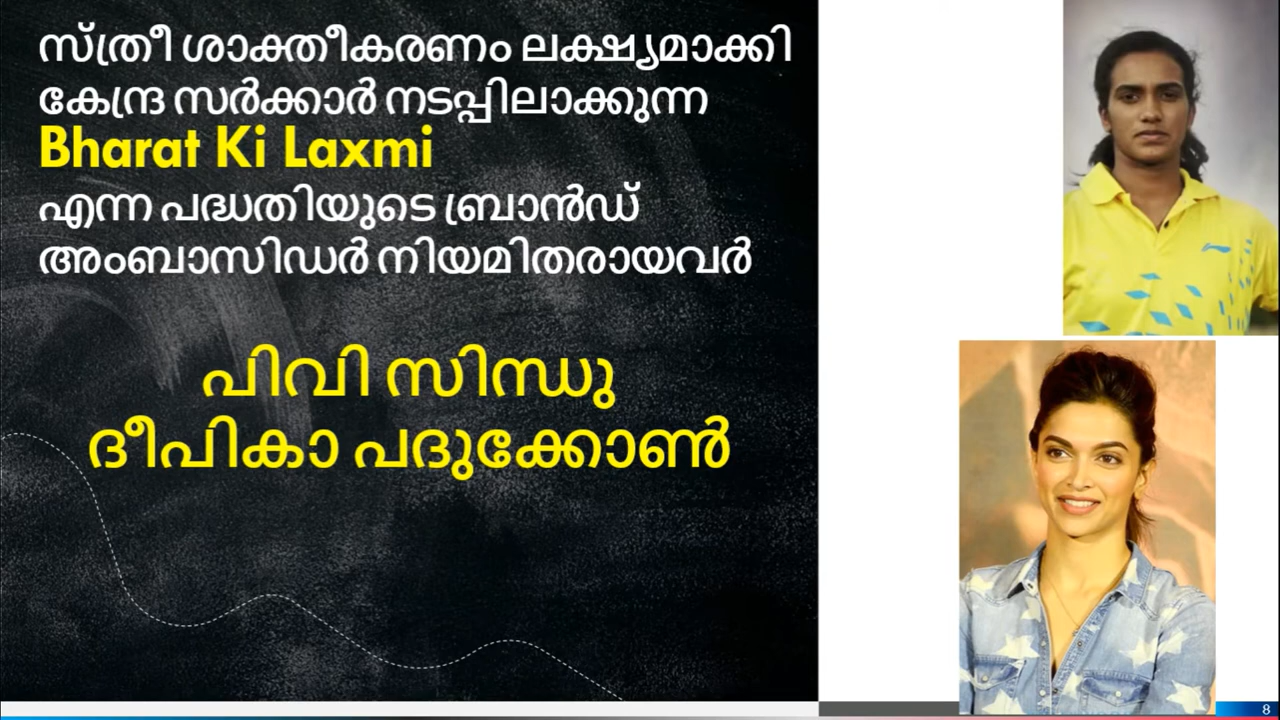 സ്ത്രീ ശാക്തീകരണം ലക്ഷ്യമാക്കി
കേന്ദ്ര സർക്കാർ നടപ്പിലാക്കുന്ന
Bharat Ki Laxmi
എന്ന പദ്ധതിയുടെ ബ്രാൻഡ്
അംബാസിഡർ നിയമിതരായവർ
പിവി സിന്ധു
ദീപികാ പദുക്കോൺ
8